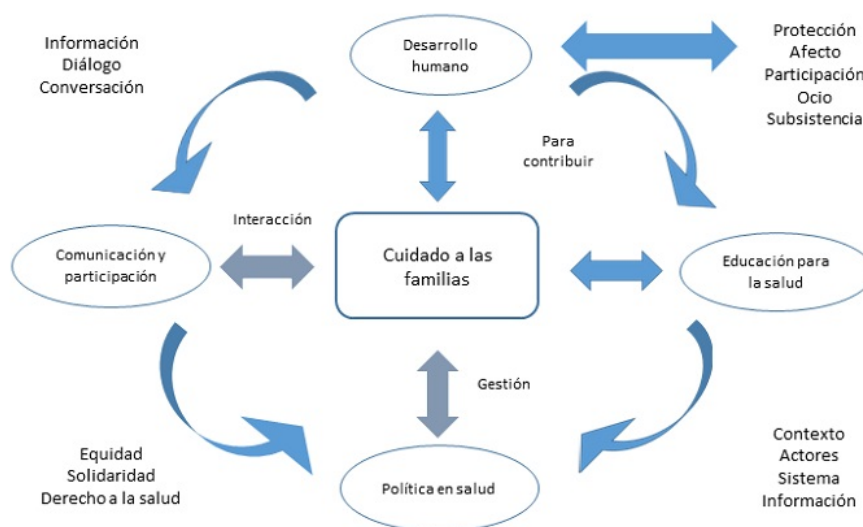 Información
Diálogo
Conversación
Desarrollo
humano
Protección
Afecto
Participación
Ocio
Subsistencia
Para
contribuir
Interacción
Comunicación y
participación
Cuidado a las
familias
Educación para
la salud
Gestión
Equidad
Solidaridad
Derecho a la salud
Política en salud
Contexto
Actores
Sistema
Información